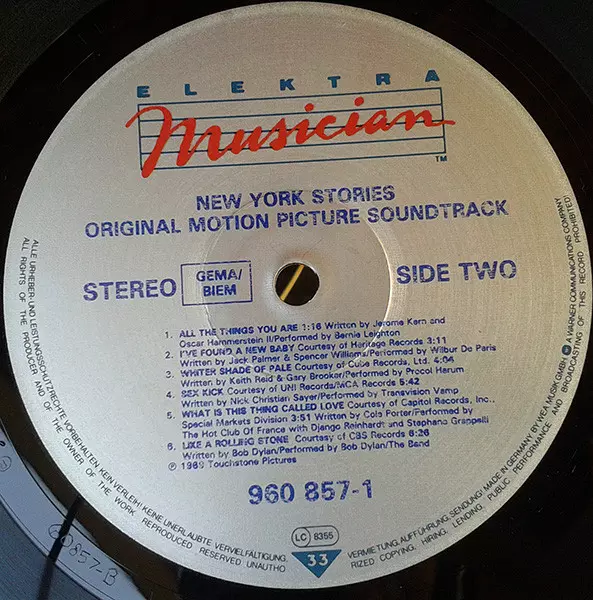 ELEKTRA
Musician
TM
NEW YORK STORIES
ORIGINAL MOTION PICTURE SOUNDTRACK
STEREO
GEMA/
BIEM
SIDE TWO
1. ALL THE THINGS YOU ARE 1:16 Written by Jerome Kern and
Oscar Hammerstein II/Performed by Bernie Leighton
2. I'VE FOUND A NEW BABY Courtesy of Heritage Records 3:11
Written by Jack Palmer & Spencer Williams/Performed by Wilbur De Paris
3. WHITER SHADE OF PALE Courtesy of Cube Records Ltd. 4:04
Written by Keith Reid & Gary Brooker/Performed by Procol Harum
4. SEX KICK Courtesy of UNI Records/MCA Records 5:42
Written by Nick Christian Sayer/Performed by Transvision Vamp
5. WHAT IS THIS THING CALLED LOVE Courtesy of Capitol Records, Inc.,
Special Markets Division 3:51 Written by Cole Porter/Performed by
The Hot Club Of France with Django Reinhardt and Stephane Grappelli
6. LIKE A ROLLING STONE Courtesy of CBS Records 6:26
Written by Bob Dylan/Performed by Bob Dylan/The Band
℗ 1989 Touchstone Pictures
960 857-1
LC 8355
33
ALLE URHEBER- UND LEISTUNGSSCHUTZRECHTE VORBEHALTEN KEIN VERLEIH! KEINE UNERLAUBTE VERVIELFÄLTIGUNG,
VERMIETUNG, AUFFÜHRUNG, SENDUNG! MADE IN GERMANY BY WEA MUSIK GMBH A WARNER COMMUNICATIONS COMPANY
ALL RIGHTS OF THE PRODUCER AND OF THE OWNER OF THE WORK REPRODUCED RESERVED UNAUTHO
RIZED COPYING, HIRING, LENDING, PUBLIC PERFORMANCE AND BROADCASTING OF THIS RECORD PROHIBITED!
60857-B